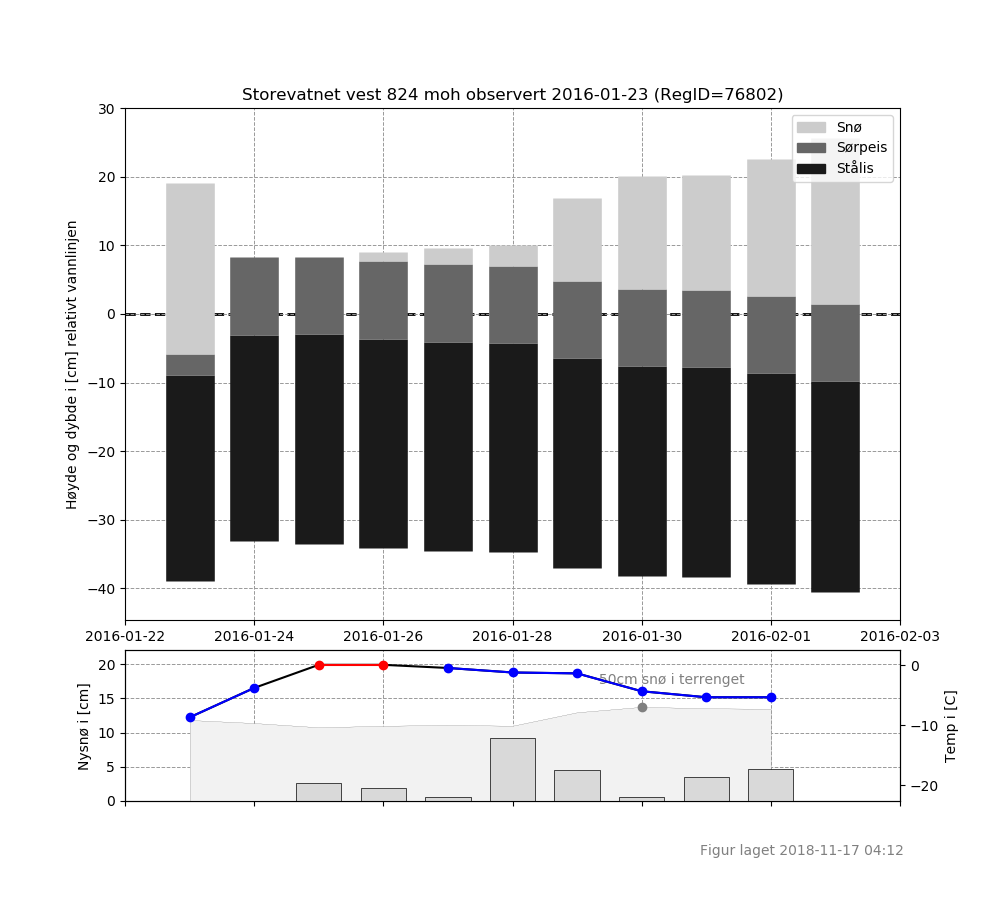 Storevatnet vest 824 moh observert 2016-01-23 (RegID=76802)
Høyde og dybde i [cm] relativt vannlinjen
30
20
10
0
−10
−20
−30
−40
Snø
Sørpeis
Stålis
2016-01-22 2016-01-24 2016-01-26 2016-01-28 2016-01-30 2016-02-01 2016-02-03
Nysnø i [cm]
20
15
10
5
0
50cm snø i terrenget
0
−10
−20
Temp i [C]
Figur laget 2018-11-17 04:12